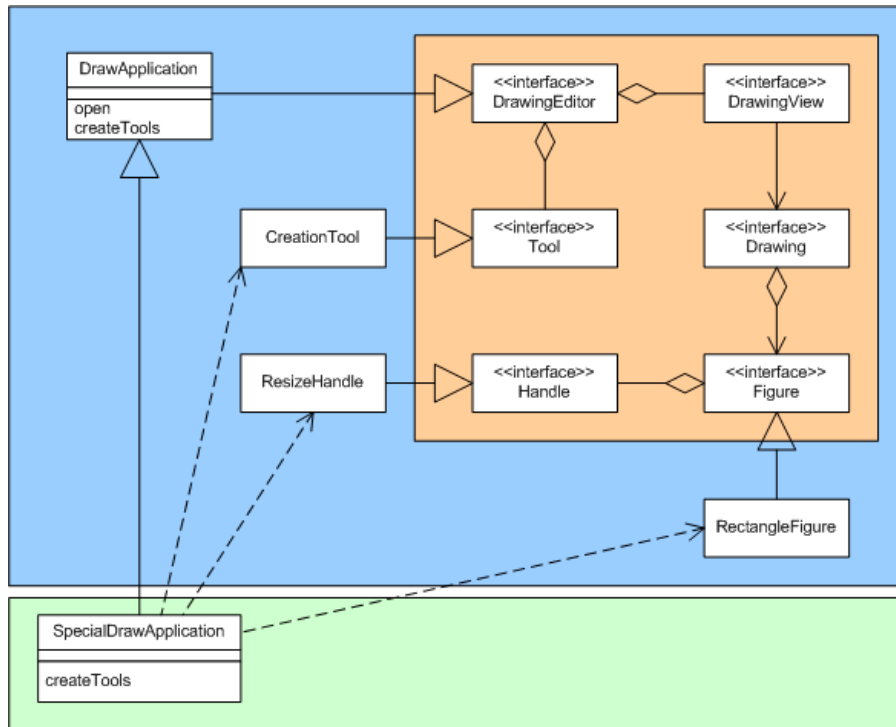 DrawApplication
open
createTools
<<interface>>
DrawingEditor
<<interface>>
DrawingView
CreationTool
<<interface>>
Tool
<<interface>>
Drawing
ResizeHandle
<<interface>>
Handle
<<interface>>
Figure
RectangleFigure
SpecialDrawApplication
createTools